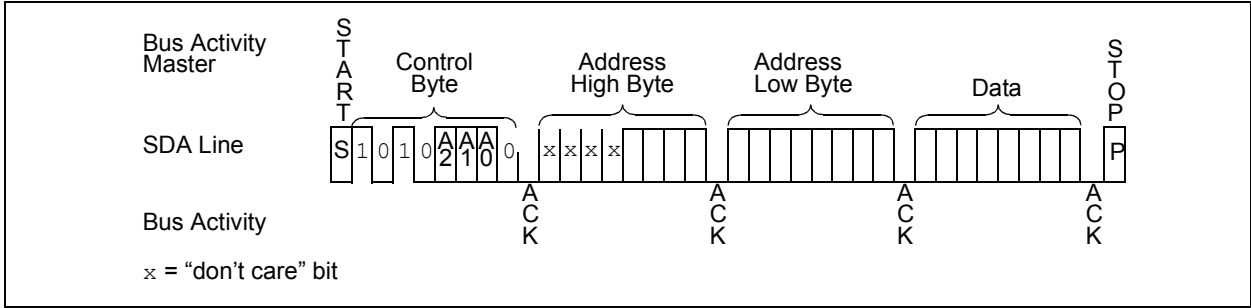 Bus Activity
Master
START
Control
Byte
Address
High Byte
Address
Low Byte
Data
STOP
SDA Line
S 1 0 1 0 A2 A1 A0 0 x x x x P
Bus Activity
ACK
ACK
ACK
ACK
x = “don’t care” bit